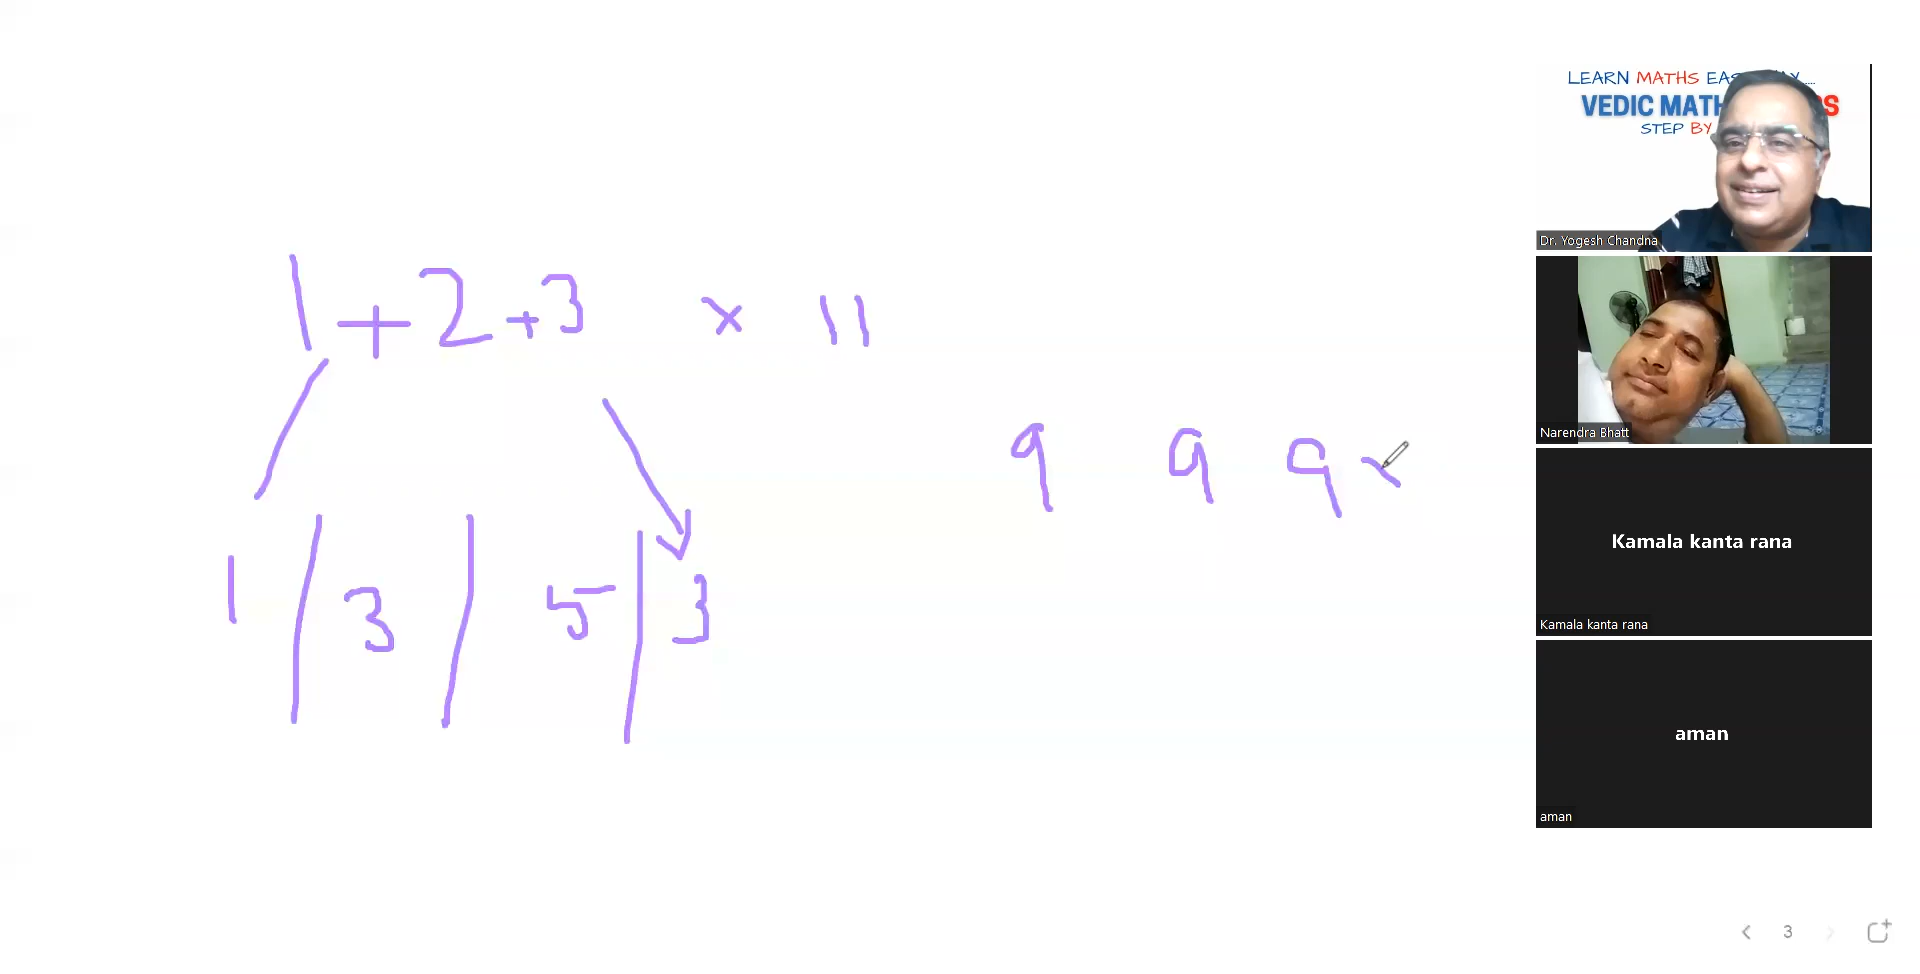 LEARN MATHS
VEDIC MATH
STEP BY
Dr. Yogesh Chandna
1 + 2 + 3 × 11
Narendra Bhatt
9 9 9
Kamala kanta rana
1 | 3 | 5 | 3
Kamala kanta rana
aman
aman
3